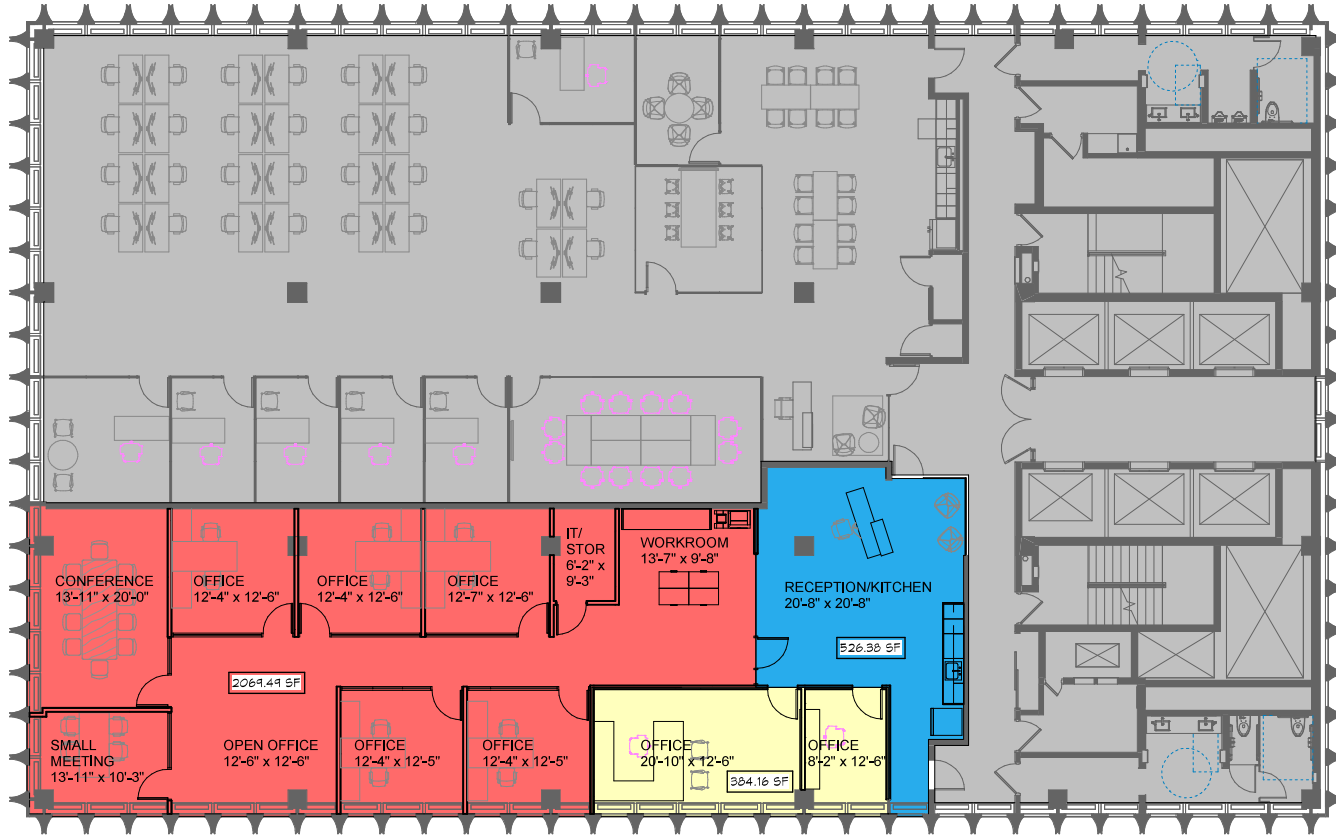 CONFERENCE
13'-11" x 20'-0"
OFFICE
12'-4" x 12'-6"
OFFICE
12'-4" x 12'-6"
OFFICE
12'-7" x 12'-6"
IT/
STOR
6'-2" x
9'-3"
WORKROOM
13'-7" x 9'-8"
RECEPTION/KITCHEN
20'-8" x 20'-8"
526.38 SF
2069.49 SF
SMALL
MEETING
13'-11" x 10'-3"
OPEN OFFICE
12'-6" x 12'-6"
OFFICE
12'-4" x 12'-5"
OFFICE
12'-4" x 12'-5"
OFFICE
20'-10" x 12'-6"
384.16 SF
OFFICE
8'-2" x 12'-6"